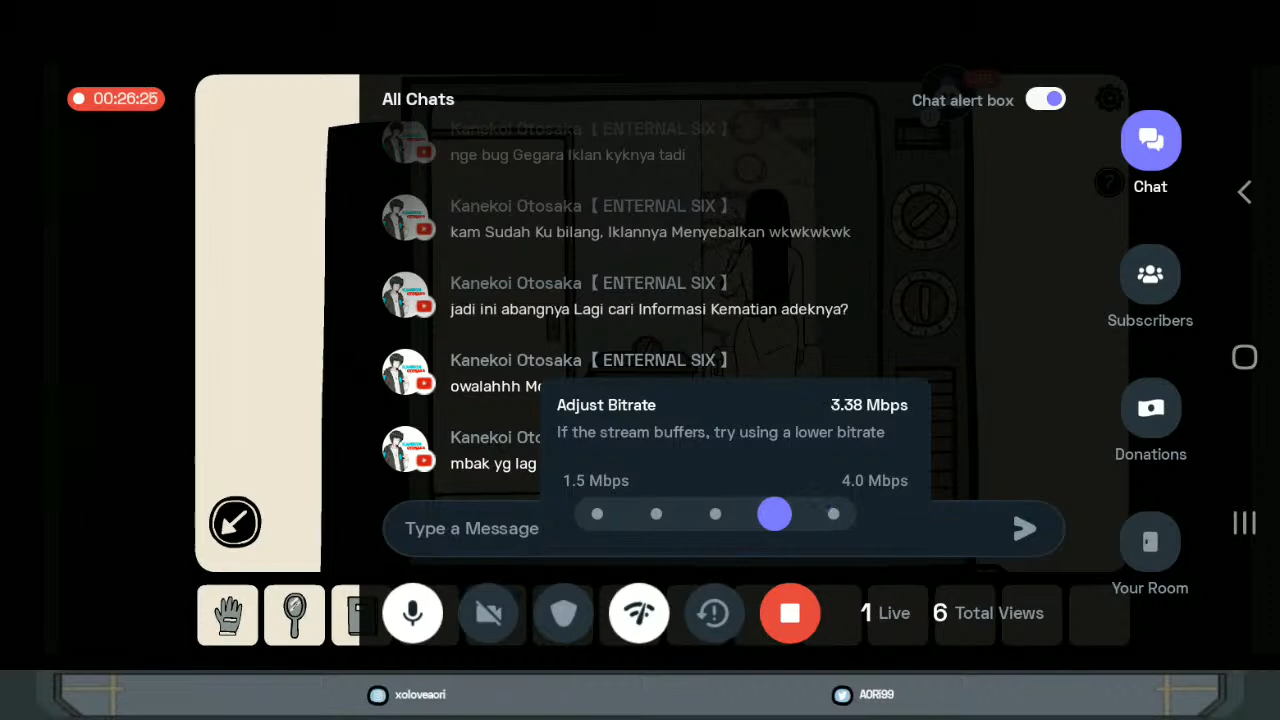 00:26:25
All Chats
Chat alert box
Kanekoi Otosaka【 ENTERNAL SIX 】
nge bug Gegara Iklan kyknya tadi
Kanekoi Otosaka【 ENTERNAL SIX 】
kam Sudah Ku bilang, Iklannya Menyebalkan wkwkwkwk
Kanekoi Otosaka【 ENTERNAL SIX 】
jadi ini abangnya Lagi cari Informasi Kematian adeknya?
Kanekoi Otosaka【 ENTERNAL SIX 】
owalahhh
Kanekoi
mbak yg lag
Chat
Subscribers
Donations
Your Room
Adjust Bitrate
3.38 Mbps
If the stream buffers, try using a lower bitrate
1.5 Mbps
4.0 Mbps
Type a Message
1 Live
6 Total Views
xoloveaori
A0Ri99